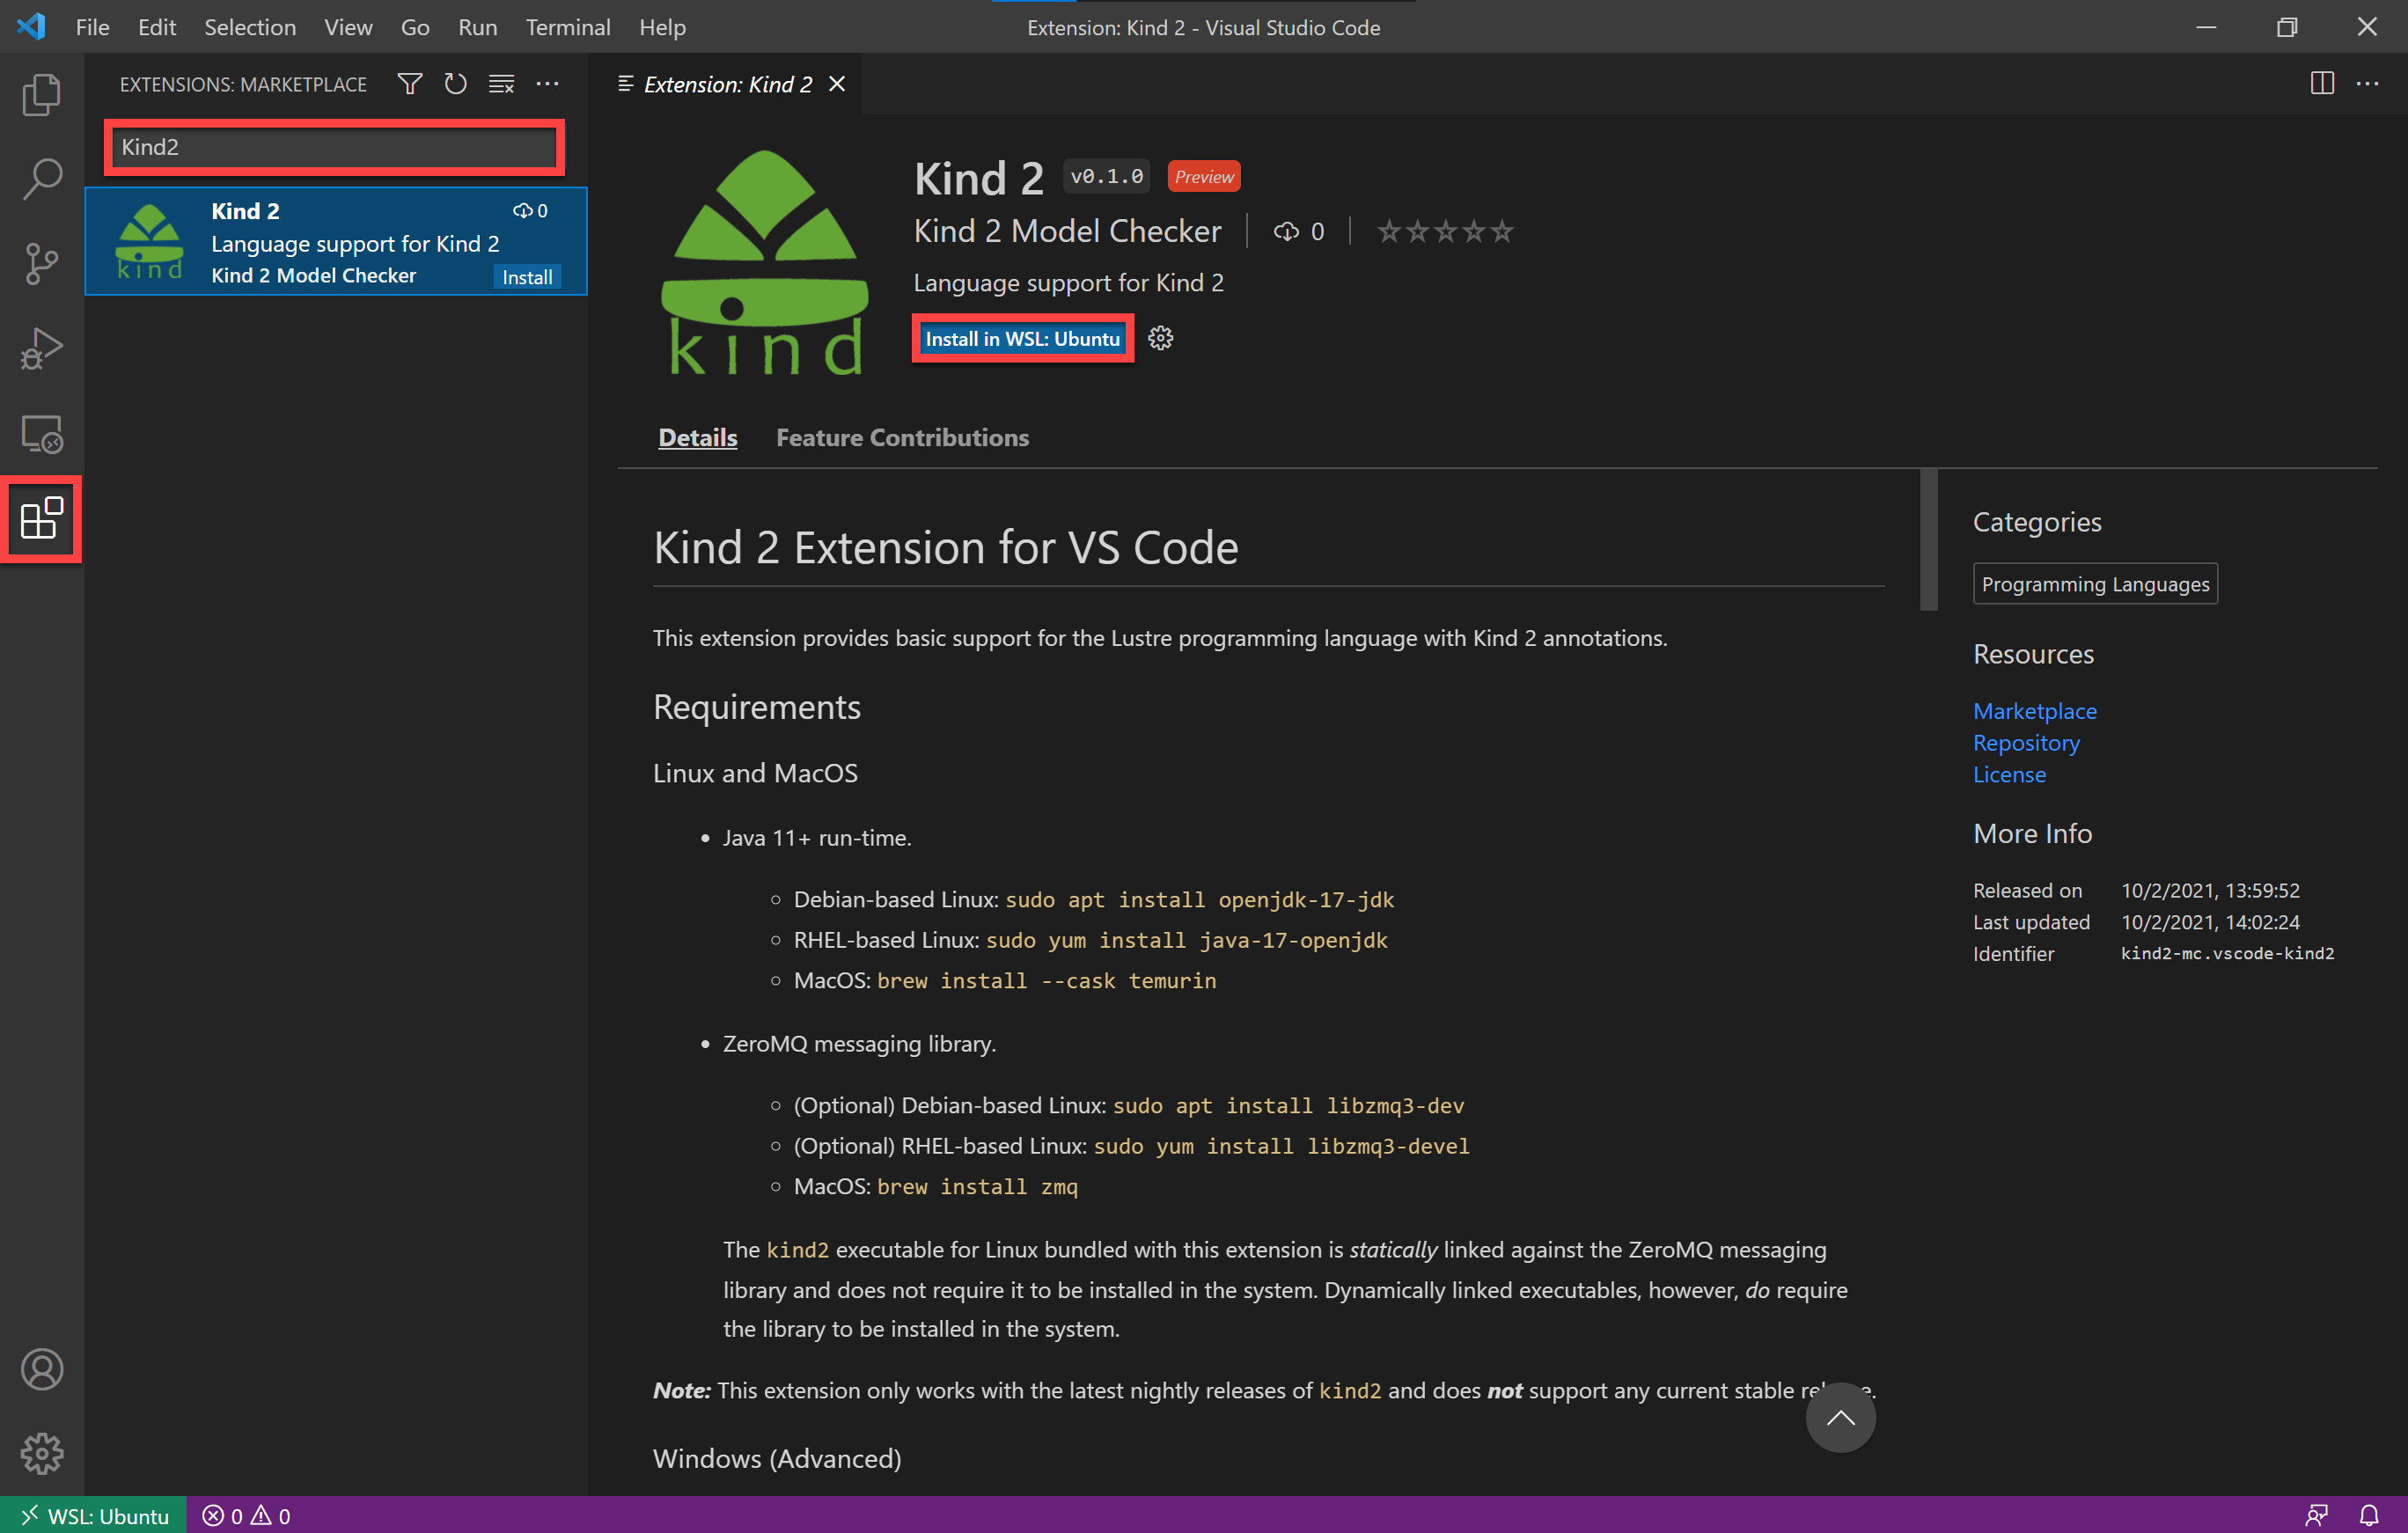 File Edit Selection View Go Run Terminal Help
Extension: Kind 2 - Visual Studio Code
EXTENSIONS: MARKETPLACE
Kind2
Kind 2
0
Language support for Kind 2
Kind 2 Model Checker
Install
kind
Extension: Kind 2
kind
Kind 2 v0.1.0 Preview
Kind 2 Model Checker 0
Language support for Kind 2
Install in WSL: Ubuntu
Details Feature Contributions
Kind 2 Extension for VS Code
This extension provides basic support for the Lustre programming language with Kind 2 annotations.
Requirements
Linux and MacOS
• Java 11+ run-time.
◦ Debian-based Linux: sudo apt install openjdk-17-jdk
◦ RHEL-based Linux: sudo yum install java-17-openjdk
◦ MacOS: brew install --cask temurin
• ZeroMQ messaging library.
◦ (Optional) Debian-based Linux: sudo apt install libzmq3-dev
◦ (Optional) RHEL-based Linux: sudo yum install libzmq3-devel
◦ MacOS: brew install zmq
The kind2 executable for Linux bundled with this extension is statically linked against the ZeroMQ messaging
library and does not require it to be installed in the system. Dynamically linked executables, however, do require
the library to be installed in the system.
Note: This extension only works with the latest nightly releases of kind2 and does not support any current stable
Windows (Advanced)
Categories
Programming Languages
Resources
Marketplace
Repository
License
More Info
Released on 10/2/2021, 13:59:52
Last updated 10/2/2021, 14:02:24
Identifier kind2-mc.vscode-kind2
WSL: Ubuntu 0 0